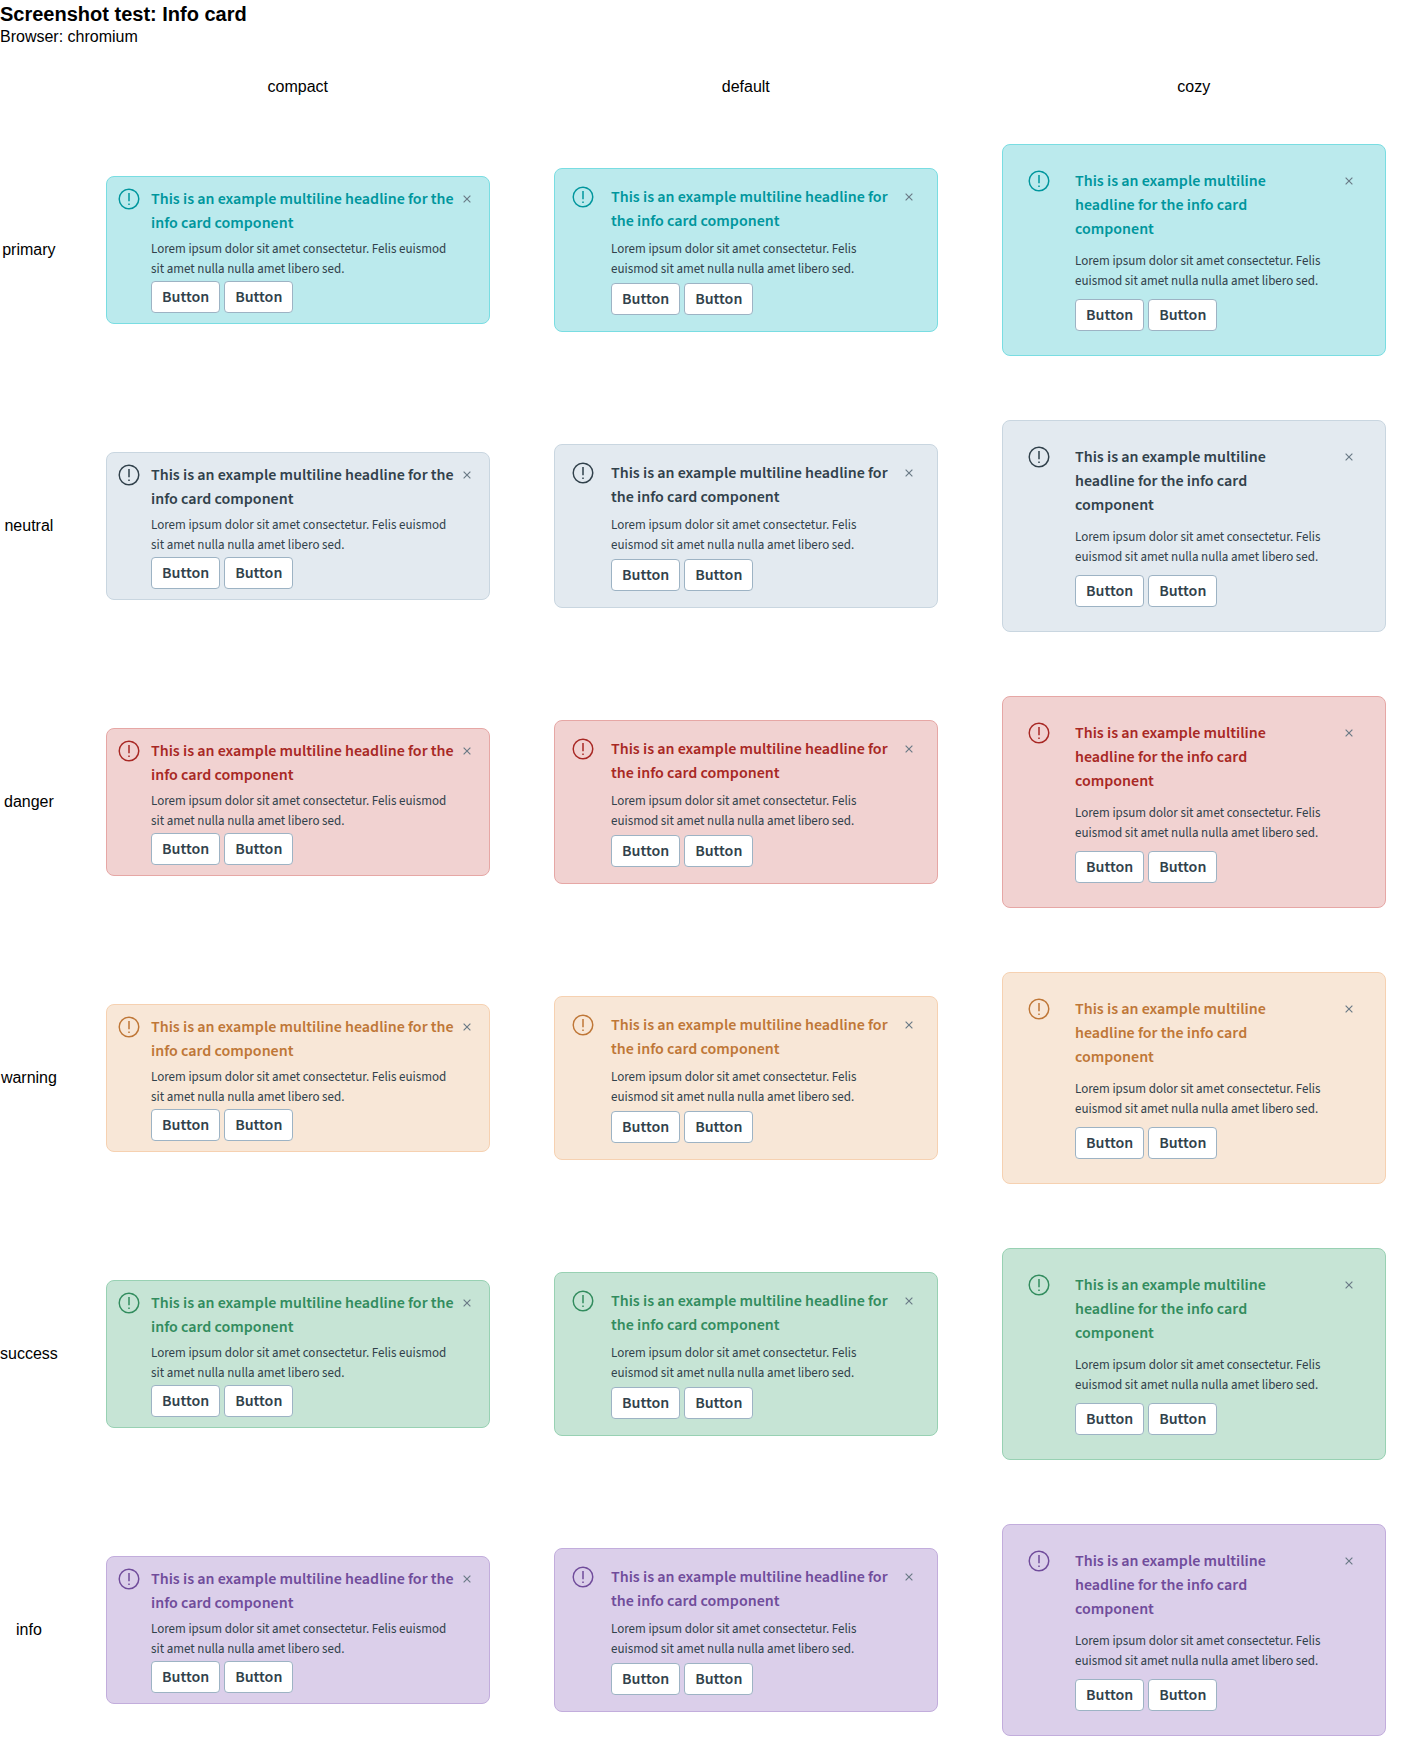 Screenshot test: Info card
Browser: chromium
compact default cozy
primary
This is an example multiline headline for the
info card component
Lorem ipsum dolor sit amet consectetur. Felis euismod
sit amet nulla nulla amet libero sed.
Button Button
This is an example multiline headline for
the info card component
Lorem ipsum dolor sit amet consectetur. Felis
euismod sit amet nulla nulla amet libero sed.
Button Button
This is an example multiline
headline for the info card
component
Lorem ipsum dolor sit amet consectetur. Felis
euismod sit amet nulla nulla amet libero sed.
Button Button
neutral
This is an example multiline headline for the
info card component
Lorem ipsum dolor sit amet consectetur. Felis euismod
sit amet nulla nulla amet libero sed.
Button Button
This is an example multiline headline for
the info card component
Lorem ipsum dolor sit amet consectetur. Felis
euismod sit amet nulla nulla amet libero sed.
Button Button
This is an example multiline
headline for the info card
component
Lorem ipsum dolor sit amet consectetur. Felis
euismod sit amet nulla nulla amet libero sed.
Button Button
danger
This is an example multiline headline for the
info card component
Lorem ipsum dolor sit amet consectetur. Felis euismod
sit amet nulla nulla amet libero sed.
Button Button
This is an example multiline headline for
the info card component
Lorem ipsum dolor sit amet consectetur. Felis
euismod sit amet nulla nulla amet libero sed.
Button Button
This is an example multiline
headline for the info card
component
Lorem ipsum dolor sit amet consectetur. Felis
euismod sit amet nulla nulla amet libero sed.
Button Button
warning
This is an example multiline headline for the
info card component
Lorem ipsum dolor sit amet consectetur. Felis euismod
sit amet nulla nulla amet libero sed.
Button Button
This is an example multiline headline for
the info card component
Lorem ipsum dolor sit amet consectetur. Felis
euismod sit amet nulla nulla amet libero sed.
Button Button
This is an example multiline
headline for the info card
component
Lorem ipsum dolor sit amet consectetur. Felis
euismod sit amet nulla nulla amet libero sed.
Button Button
success
This is an example multiline headline for the
info card component
Lorem ipsum dolor sit amet consectetur. Felis euismod
sit amet nulla nulla amet libero sed.
Button Button
This is an example multiline headline for
the info card component
Lorem ipsum dolor sit amet consectetur. Felis
euismod sit amet nulla nulla amet libero sed.
Button Button
This is an example multiline
headline for the info card
component
Lorem ipsum dolor sit amet consectetur. Felis
euismod sit amet nulla nulla amet libero sed.
Button Button
info
This is an example multiline headline for the
info card component
Lorem ipsum dolor sit amet consectetur. Felis euismod
sit amet nulla nulla amet libero sed.
Button Button
This is an example multiline headline for
the info card component
Lorem ipsum dolor sit amet consectetur. Felis
euismod sit amet nulla nulla amet libero sed.
Button Button
This is an example multiline
headline for the info card
component
Lorem ipsum dolor sit amet consectetur. Felis
euismod sit amet nulla nulla amet libero sed.
Button Button